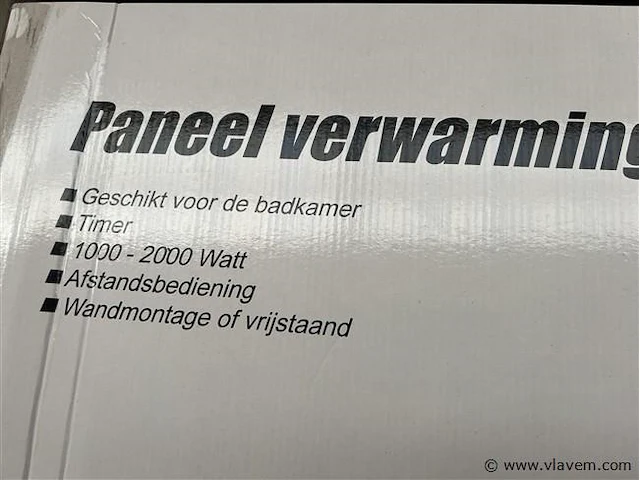 Paneel verwarming
Geschikt voor de badkamer
Timer
1000 - 2000 Watt
Afstandsbediening
Wandmontage of vrijstaand
© www.vlavem.com